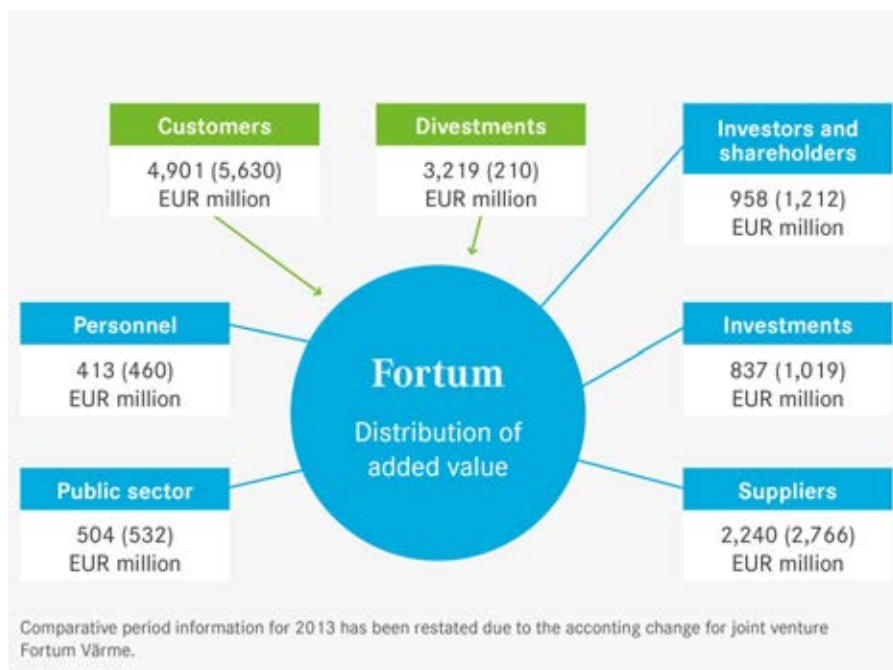 Customers
4,901 (5,630)
EUR million
Divestments
3,219 (210)
EUR million
Investors and
shareholders
958 (1,212)
EUR million
Personnel
413 (460)
EUR million
Fortum
Distribution of
added value
Investments
837 (1,019)
EUR million
Public sector
504 (532)
EUR million
Suppliers
2,240 (2,766)
EUR million
Comparative period information for 2013 has been restated due to the acconting change for joint venture
Fortum Värme.